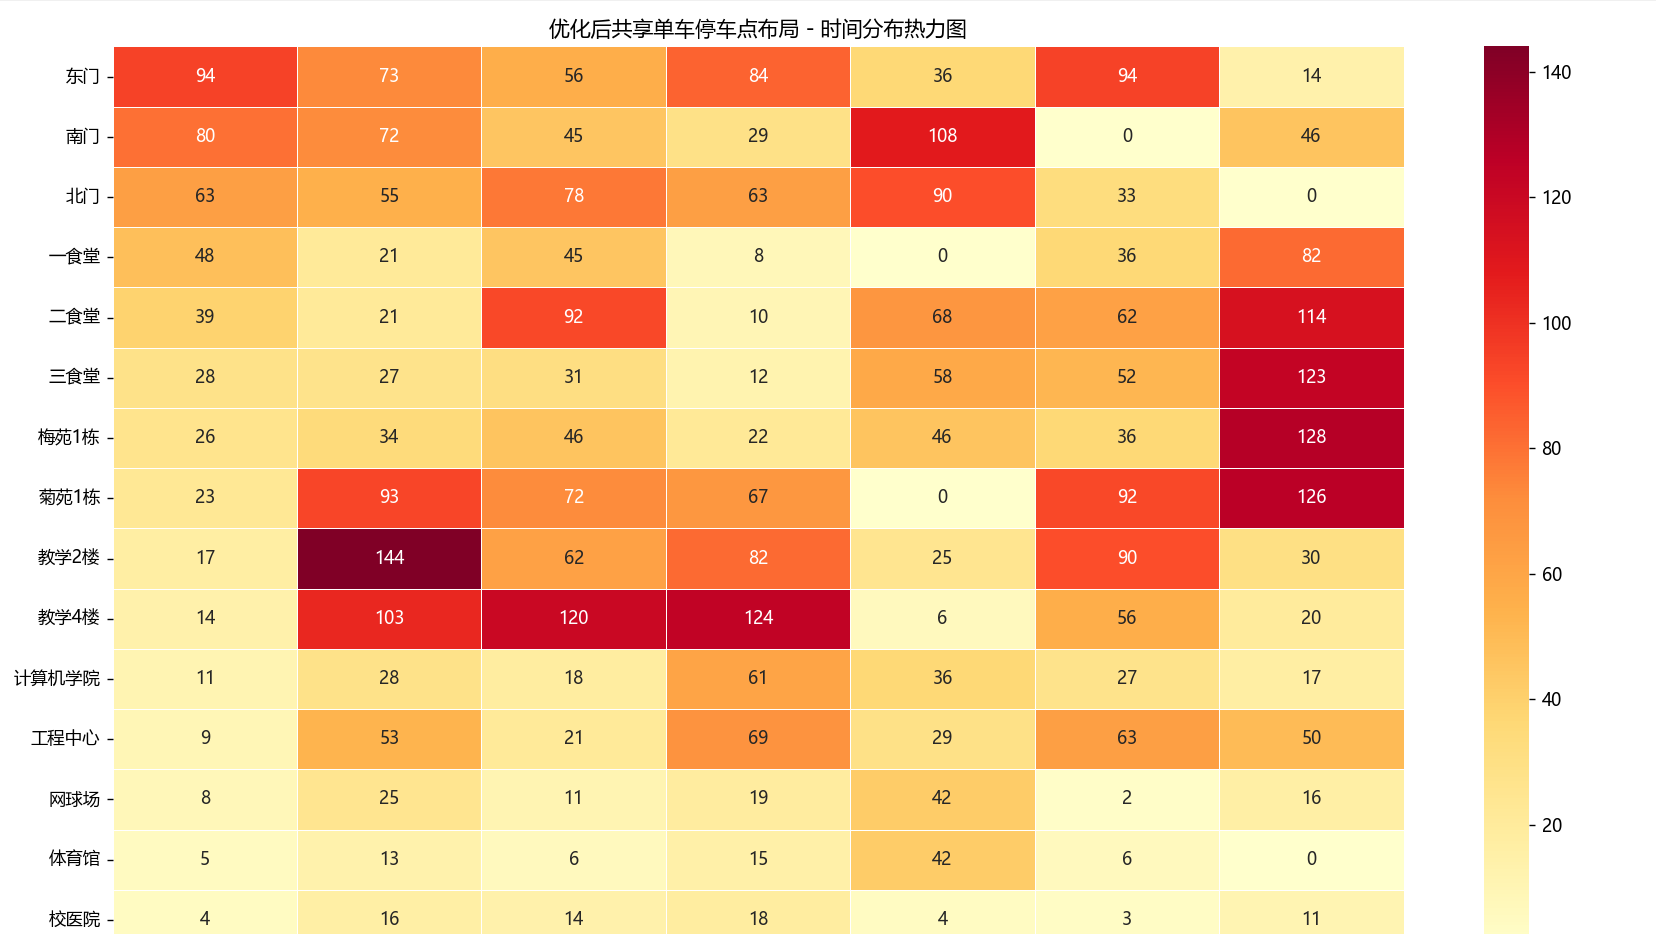 优化后共享单车停车点布局 - 时间分布热力图
东门 94 73 56 84 36 94 14
南门 80 72 45 29 108 0 46
北门 63 55 78 63 90 33 0
一食堂 48 21 45 8 0 36 82
二食堂 39 21 92 10 68 62 114
三食堂 28 27 31 12 58 52 123
梅苑1栋 26 34 46 22 46 36 128
菊苑1栋 23 93 72 67 0 92 126
教学2楼 17 144 62 82 25 90 30
教学4楼 14 103 120 124 6 56 20
计算机学院 11 28 18 61 36 27 17
工程中心 9 53 21 69 29 63 50
网球场 8 25 11 19 42 2 16
体育馆 5 13 6 15 42 6 0
校医院 4 16 14 18 4 3 11
140
120
100
80
60
40
20